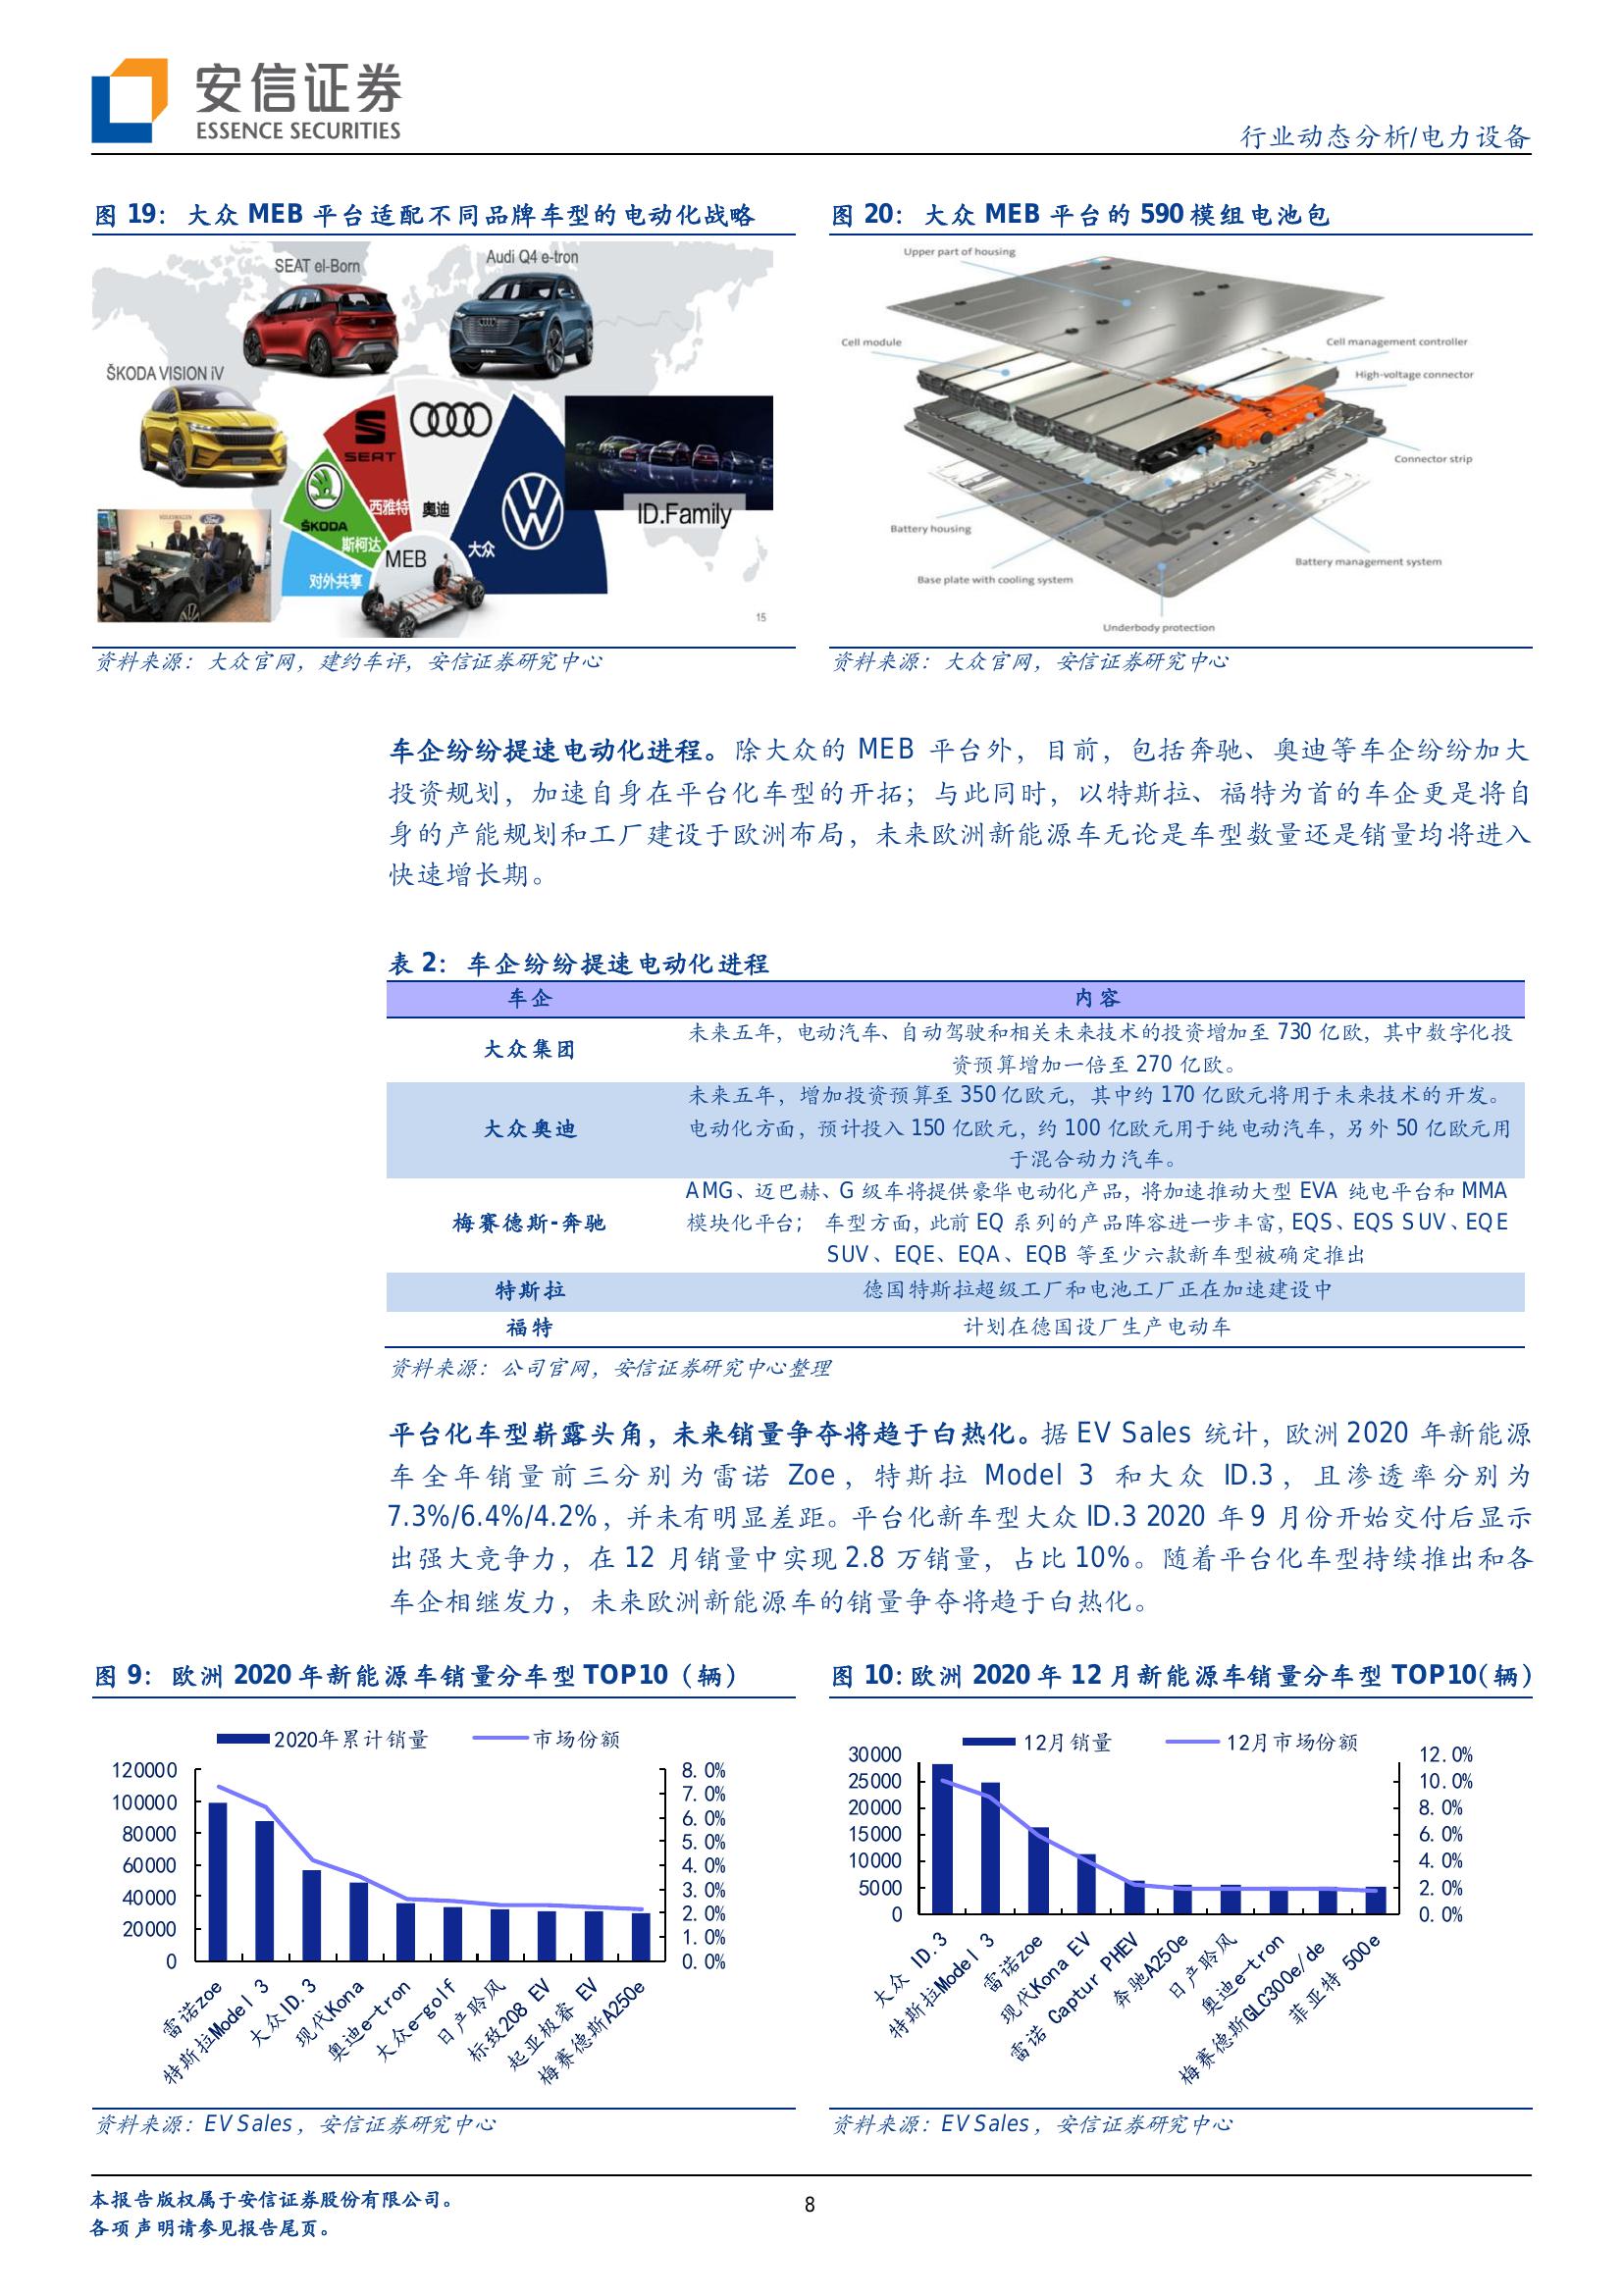 安信证券
ESSENCE SECURITIES
行业动态分析/电力设备
图 19： 大众 MEB 平台适配不同品牌车型的电动化战略
SEAT el-Born
Audi Q4 e-tron
ŠKODA VISION iV
SEAT
ŠKODA
西雅特
奥迪
斯柯达
大众
MEB
对外共享
ID.Family
VOLKSWAGEN
Ford
15
资料来源：大众官网，建约车评，安信证券研究中心
图 20： 大众 MEB 平台的 590 模组电池包
Upper part of housing
Cell module
Cell management controller
High-voltage connector
Connector strip
Battery housing
Battery management system
Base plate with cooling system
Underbody protection
资料来源：大众官网，安信证券研究中心
车企纷纷提速电动化进程。除大众的 MEB 平台外，目前，包括奔驰、奥迪等车企纷纷加大
投资规划，加速自身在平台化车型的开拓；与此同时，以特斯拉、福特为首的车企更是将自
身的产能规划和工厂建设于欧洲布局，未来欧洲新能源车无论是车型数量还是销量均将进入
快速增长期。
表 2： 车企纷纷提速电动化进程
车企 内容
大众集团 未来五年，电动汽车、自动驾驶和相关未来技术的投资增加至 730 亿欧，其中数字化投
资预算增加一倍至 270 亿欧。
大众奥迪 未来五年，增加投资预算至 350 亿欧元，其中约 170 亿欧元将用于未来技术的开发。
电动化方面，预计投入 150 亿欧元，约 100 亿欧元用于纯电动汽车，另外 50 亿欧元用
于混合动力汽车。
梅赛德斯-奔驰 AMG、迈巴赫、G 级车将提供豪华电动化产品，将加速推动大型 EVA 纯电平台和 MMA
模块化平台； 车型方面，此前 EQ 系列的产品阵容进一步丰富，EQS、EQS SUV、EQE
SUV、EQE、EQA、EQB 等至少六款新车型被确定推出
特斯拉 德国特斯拉超级工厂和电池工厂正在加速建设中
福特 计划在德国设厂生产电动车
资料来源：公司官网，安信证券研究中心整理
平台化车型崭露头角，未来销量争夺将趋于白热化。据 EV Sales 统计，欧洲 2020 年新能源
车全年销量前三分别为雷诺 Zoe，特斯拉 Model 3 和大众 ID.3，且渗透率分别为
7.3%/6.4%/4.2%，并未有明显差距。平台化新车型大众 ID.3 2020 年 9 月份开始交付后显示
出强大竞争力，在 12 月销量中实现 2.8 万销量，占比 10%。随着平台化车型持续推出和各
车企相继发力，未来欧洲新能源车的销量争夺将趋于白热化。
图 9： 欧洲 2020 年新能源车销量分车型 TOP10（辆）
2020年累计销量 市场份额
120000
100000
80000
60000
40000
20000
0
8.0%
7.0%
6.0%
5.0%
4.0%
3.0%
2.0%
1.0%
0.0%
雷诺zoe
特斯拉Model 3
大众ID.3
现代Kona
奥迪e-tron
大众e-golf
日产聆风
标致208 EV
起亚极睿 EV
梅赛德斯A250e
资料来源：EV Sales，安信证券研究中心
图 10：欧洲 2020 年 12 月新能源车销量分车型 TOP10（辆）
12月销量 12月市场份额
30000
25000
20000
15000
10000
5000
0
12.0%
10.0%
8.0%
6.0%
4.0%
2.0%
0.0%
大众 ID.3
特斯拉Model 3
雷诺zoe
现代Kona EV
雷诺 Captur PHEV
奔驰A250e
日产聆风
奥迪e-tron
梅赛德斯GLC300e/de
菲亚特 500e
资料来源：EV Sales，安信证券研究中心
本报告版权属于安信证券股份有限公司。
各项声明请参见报告尾页。
8